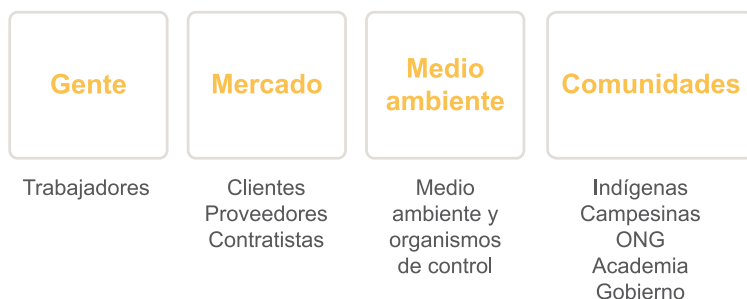 Gente
Trabajadores
Mercado
Clientes
Proveedores
Contratistas
Medio
ambiente
Medio
ambiente y
organismos
de control
Comunidades
Indígenas
Campesinas
ONG
Academia
Gobierno